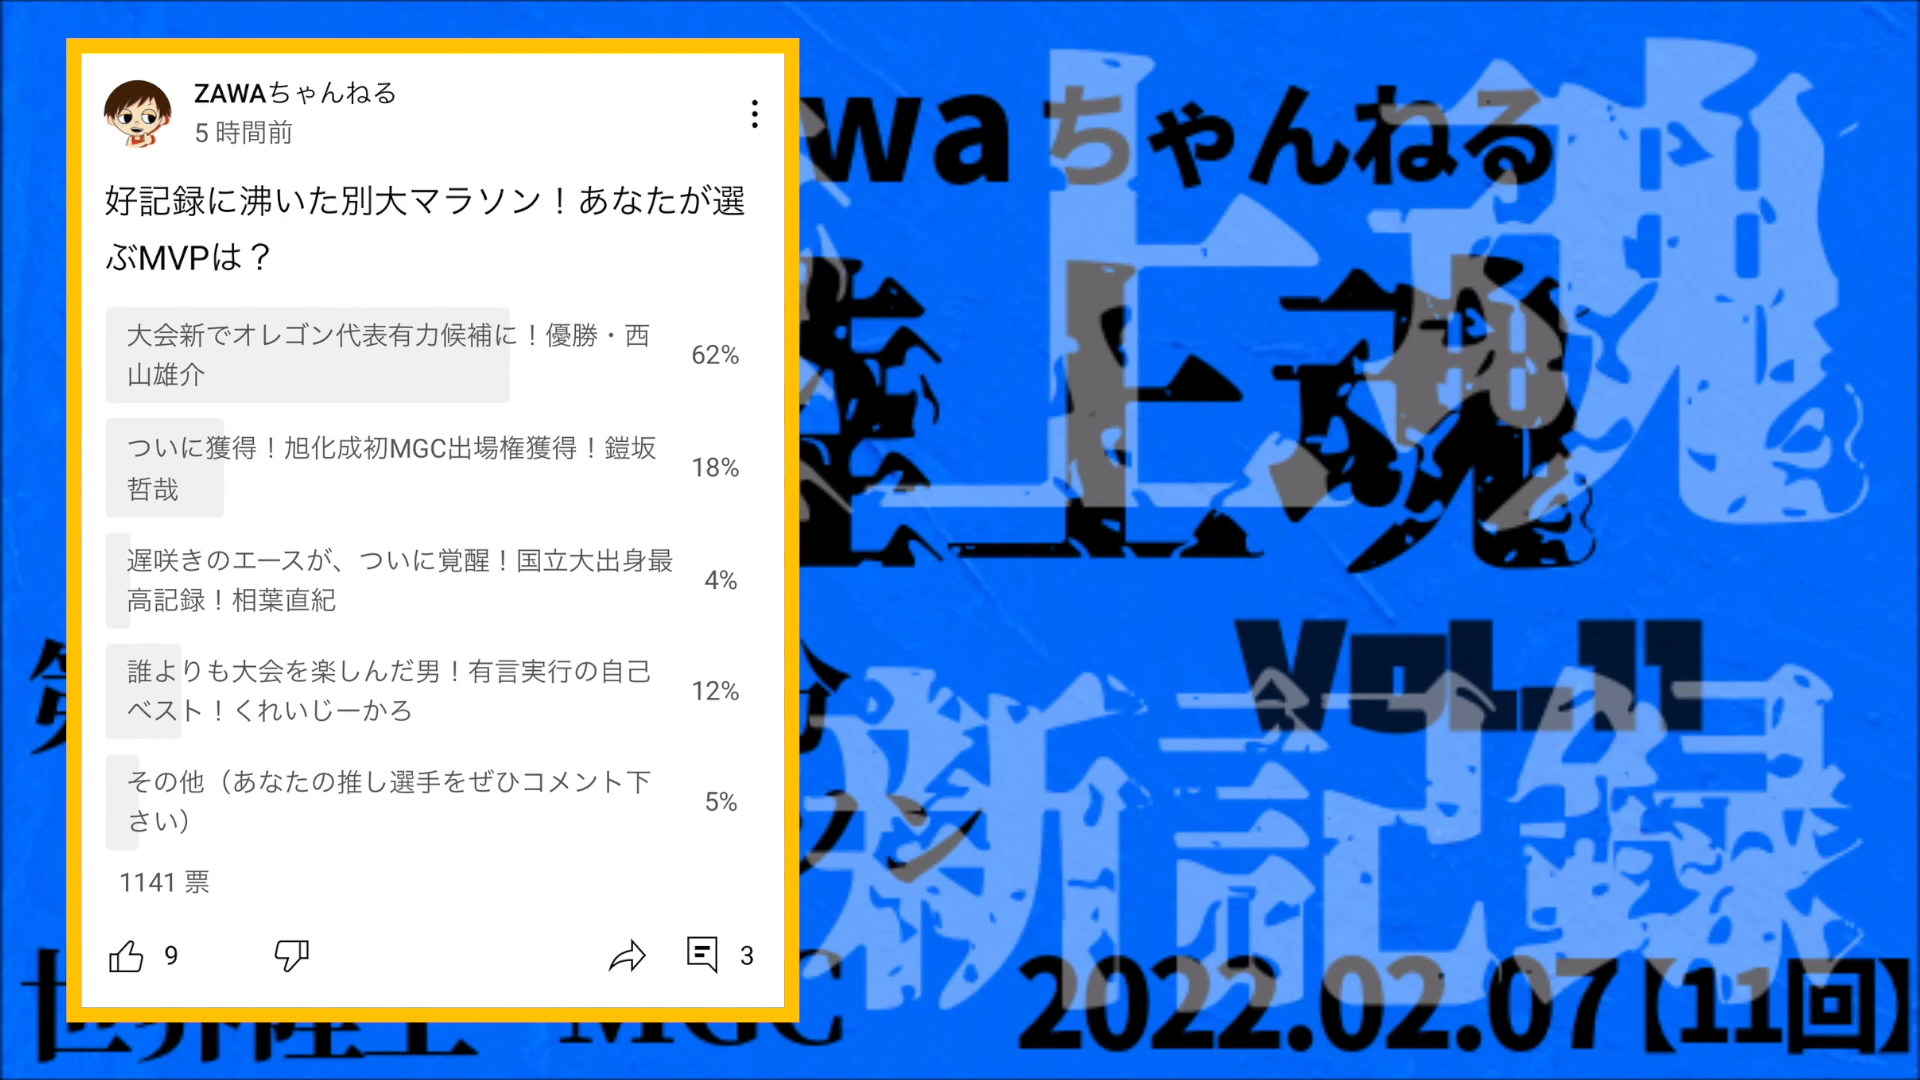 ZAWAちゃんねる
5 時間前
好記録に沸いた別大マラソン！あなたが選
ぶMVPは？
大会新でオレゴン代表有力候補に！優勝・西
山雄介
62%
ついに獲得！旭化成初MGC出場権獲得！鎧坂
哲哉
18%
遅咲きのエースが、ついに覚醒！国立大出身最
高記録！相葉直紀
4%
誰よりも大会を楽しんだ男！有言実行の自己
ベスト！くれいじーかろ
12%
その他（あなたの推し選手をぜひコメント下
さい）
5%
1141 票
9
3
wa ちゃんねる
上魂
上魂
VOL.11
新記録
ン
世界陸上 MGC
2022.02.07【11回】